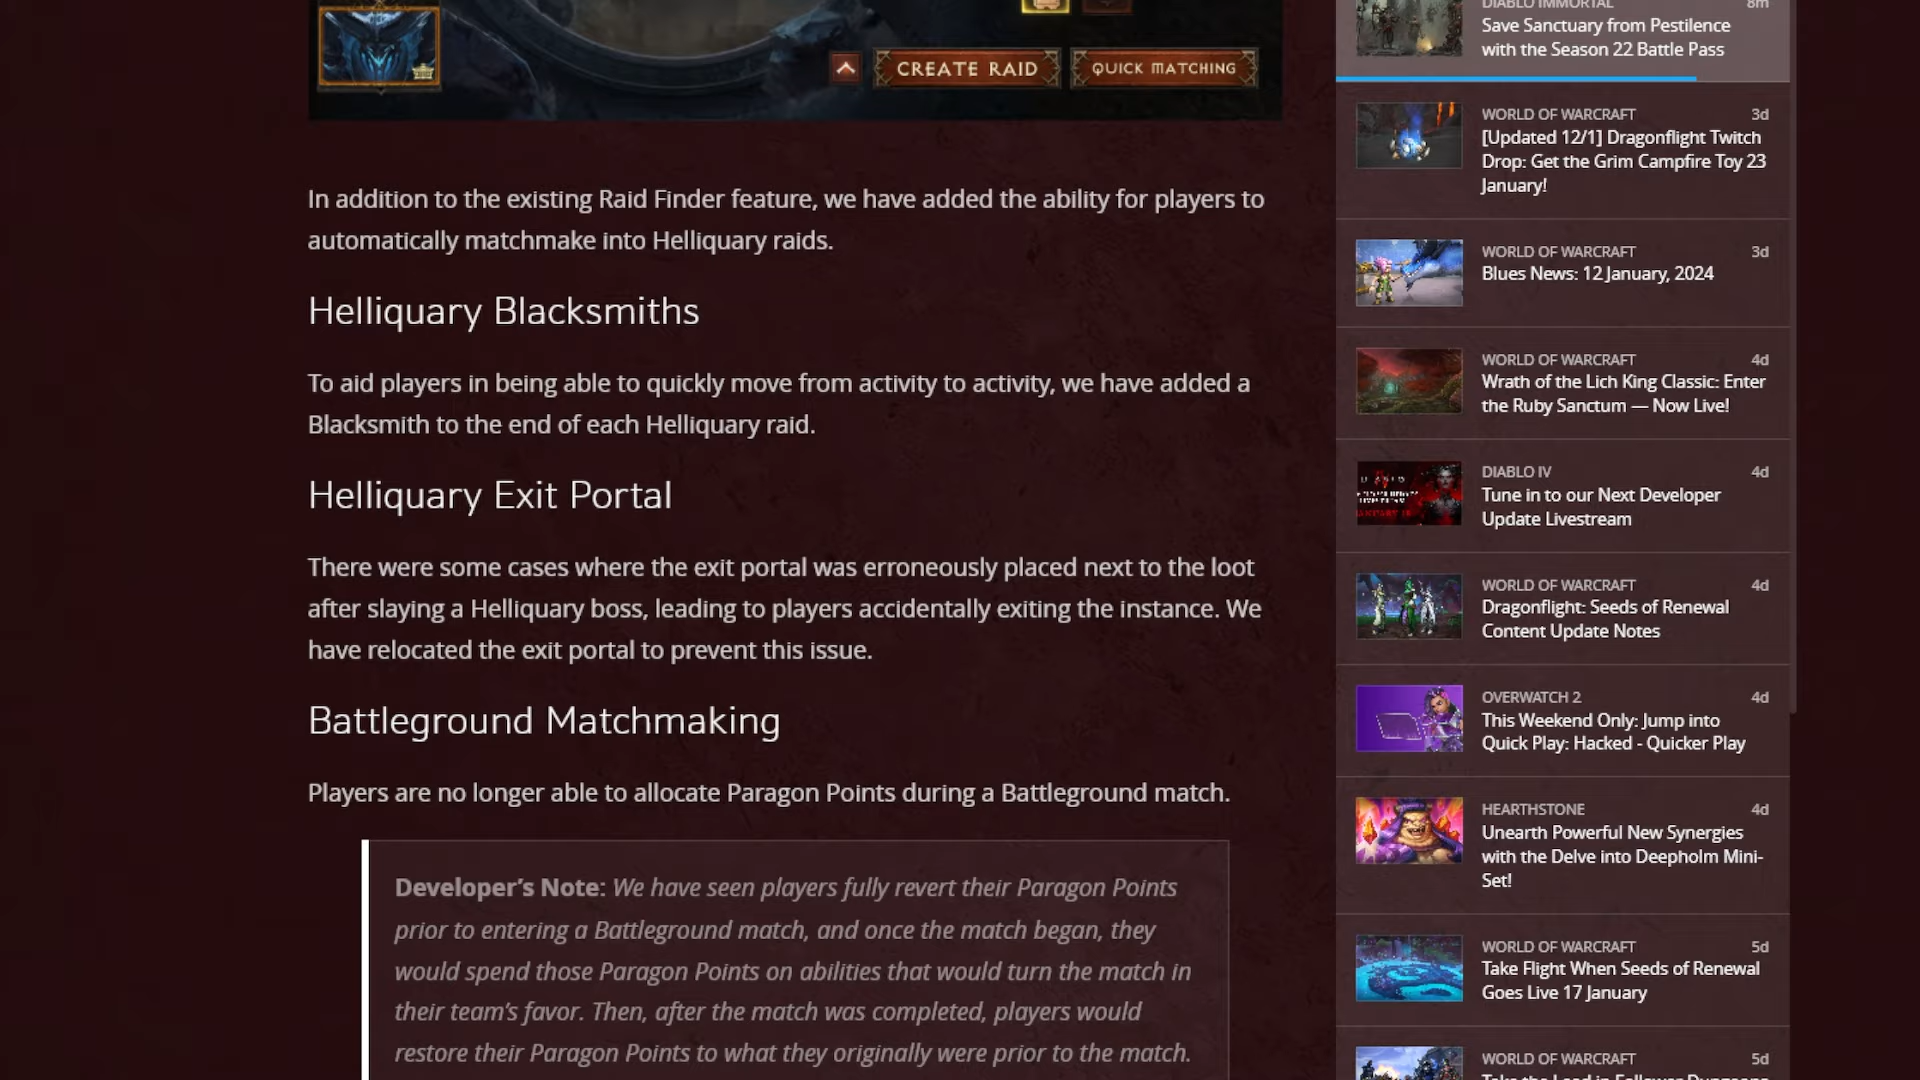 CREATE RAID
QUICK MATCHING
In addition to the existing Raid Finder feature, we have added the ability for players to
automatically matchmake into Helliquary raids.
Helliquary Blacksmiths
To aid players in being able to quickly move from activity to activity, we have added a
Blacksmith to the end of each Helliquary raid.
Helliquary Exit Portal
There were some cases where the exit portal was erroneously placed next to the loot
after slaying a Helliquary boss, leading to players accidentally exiting the instance. We
have relocated the exit portal to prevent this issue.
Battleground Matchmaking
Players are no longer able to allocate Paragon Points during a Battleground match.
Developer’s Note: We have seen players fully revert their Paragon Points
prior to entering a Battleground match, and once the match began, they
would spend those Paragon Points on abilities that would turn the match in
their team’s favor. Then, after the match was completed, players would
restore their Paragon Points to what they originally were prior to the match.
DIABLO IMMORTAL 8m
Save Sanctuary from Pestilence
with the Season 22 Battle Pass
WORLD OF WARCRAFT 3d
[Updated 12/1] Dragonflight Twitch
Drop: Get the Grim Campfire Toy 23
January!
WORLD OF WARCRAFT 3d
Blues News: 12 January, 2024
WORLD OF WARCRAFT 4d
Wrath of the Lich King Classic: Enter
the Ruby Sanctum — Now Live!
DIABLO IV 4d
Tune in to our Next Developer
Update Livestream
WORLD OF WARCRAFT 4d
Dragonflight: Seeds of Renewal
Content Update Notes
OVERWATCH 2 4d
This Weekend Only: Jump into
Quick Play: Hacked - Quicker Play
HEARTHSTONE 4d
Unearth Powerful New Synergies
with the Delve into Deepholm Mini-
Set!
WORLD OF WARCRAFT 5d
Take Flight When Seeds of Renewal
Goes Live 17 January
WORLD OF WARCRAFT 5d
Take the Lead in Follower Dungeons